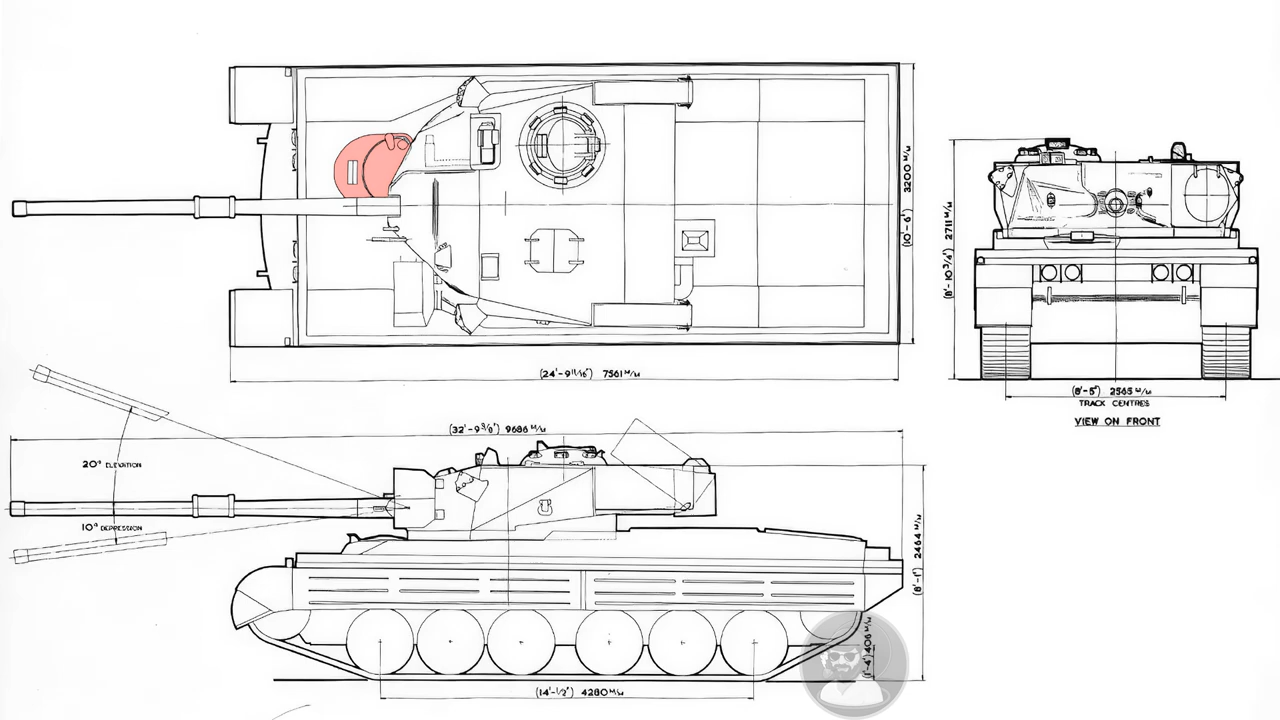 (10'-6") 3200 M/M
(24'-9 11/16") 7561 M/M
(8'-10 3/4") 2711 M/M
(8'-5") 2565 M/M
TRACK CENTRES
VIEW ON FRONT
(32'-9 3/8") 9686 M/M
20° ELEVATION
10° DEPRESSION
(8'-1") 2464 M/M
(1'-4") 406 M/M
(14'-1/2") 4280 M/M